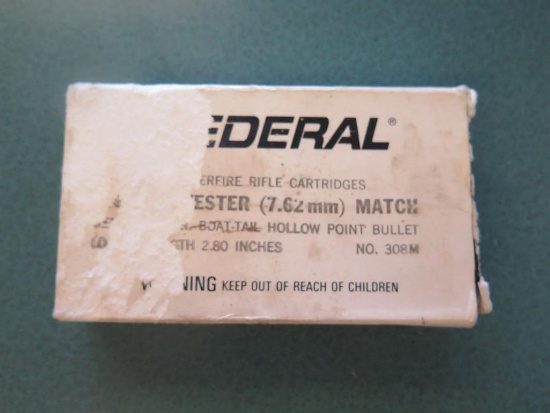 EDERAL®
ERFIRE RIFLE CARTRIDGES
ESTER (7.62mm) MATCH
BOAT-TAIL HOLLOW POINT BULLET
TH 2.80 INCHES NO. 308M
NING KEEP OUT OF REACH OF CHILDREN